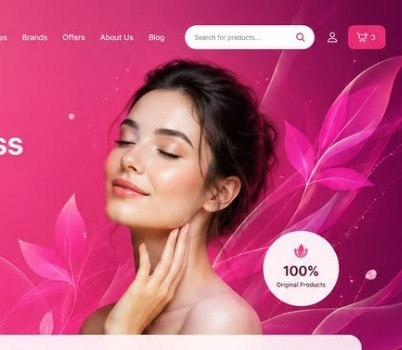 es Brands Offers About Us Blog Search for products... 3
ss
100%
Original Products